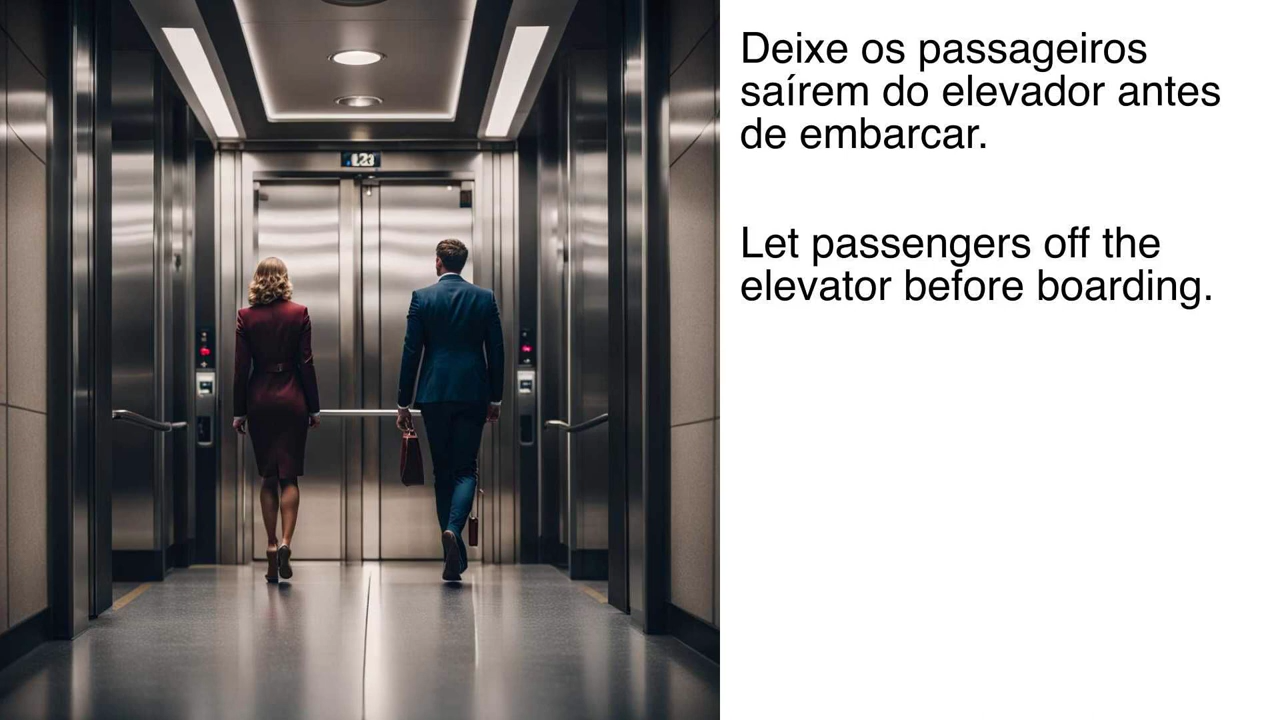 Deixe os passageiros
saírem do elevador antes
de embarcar.
Let passengers off the
elevator before boarding.